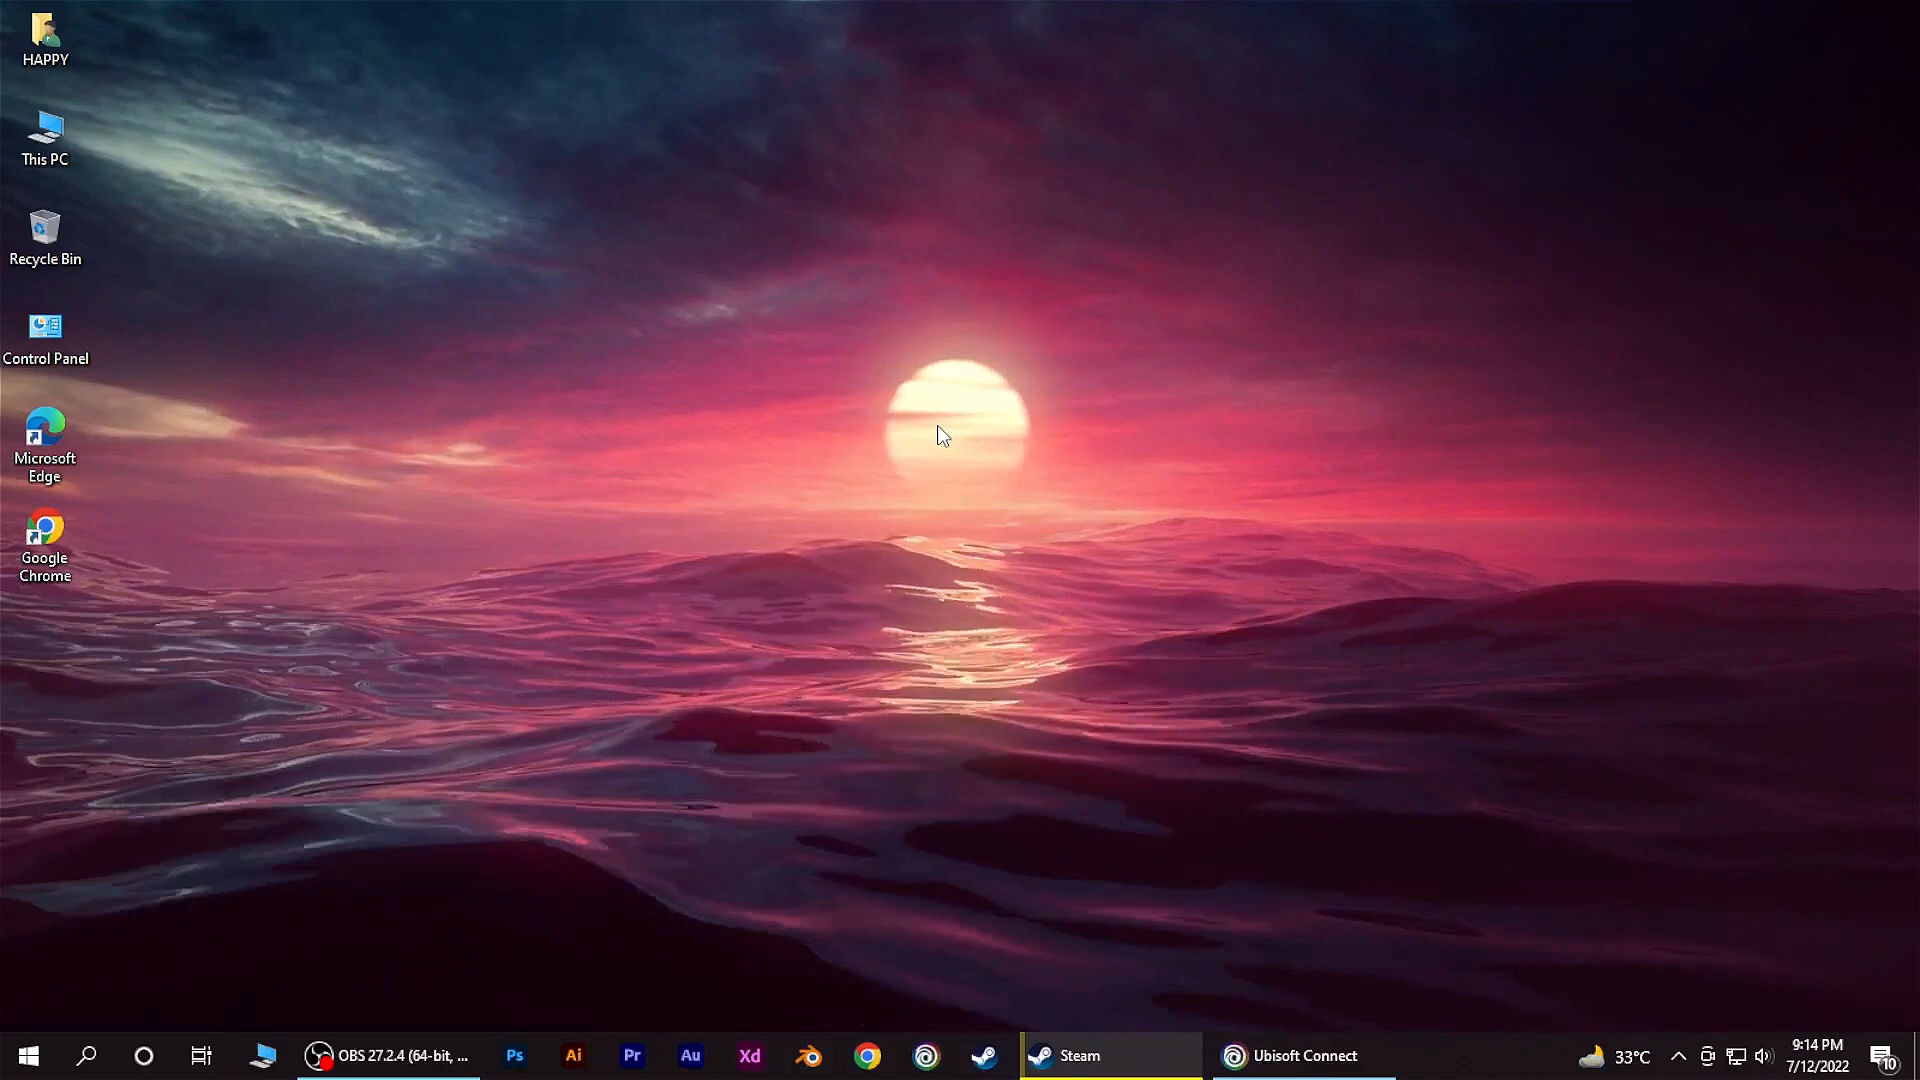 HAPPY
This PC
Recycle Bin
Control Panel
Microsoft
Edge
Google
Chrome
OBS 27.2.4 (64-bit, ...
Ps
Ai
Pr
Au
Xd
Steam
Ubisoft Connect
33°C
9:14 PM
7/12/2022
10